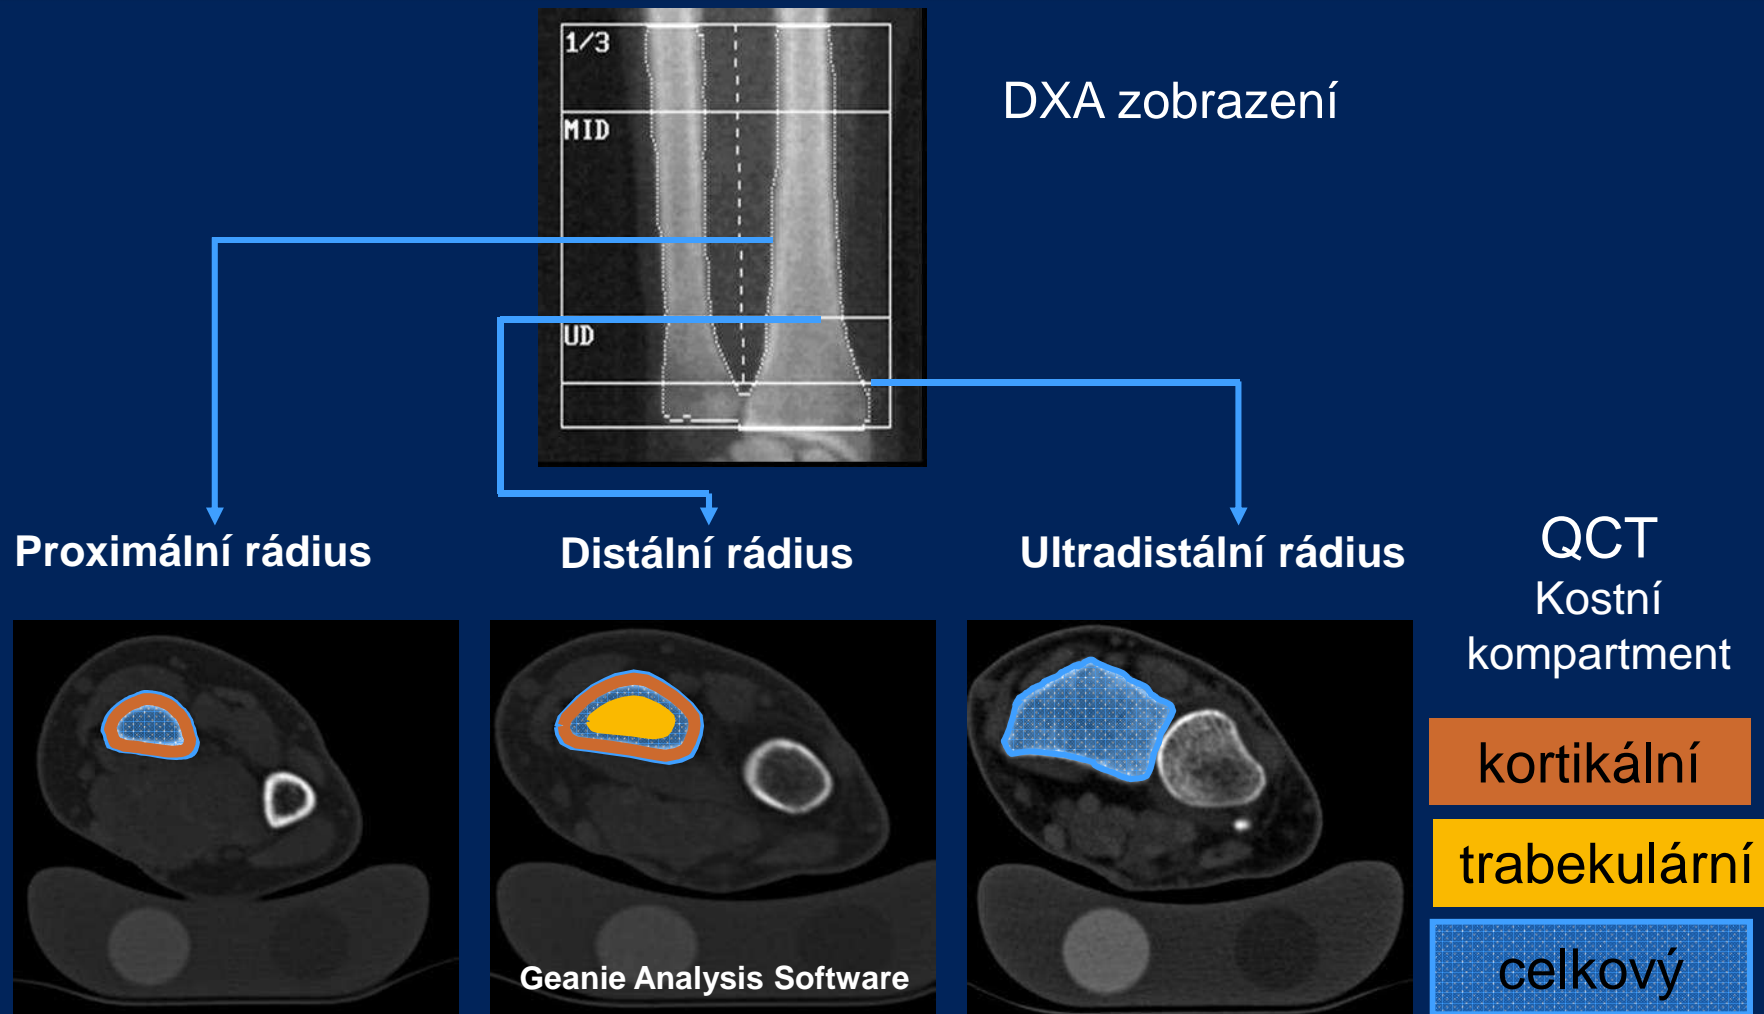 1/3
DXA zobrazení
MID
UD
Proximální rádius
Distální rádius
Ultradistální rádius
QCT
Kostní
kompartment
kortikální
trabekulární
celkový
Geanie Analysis Software